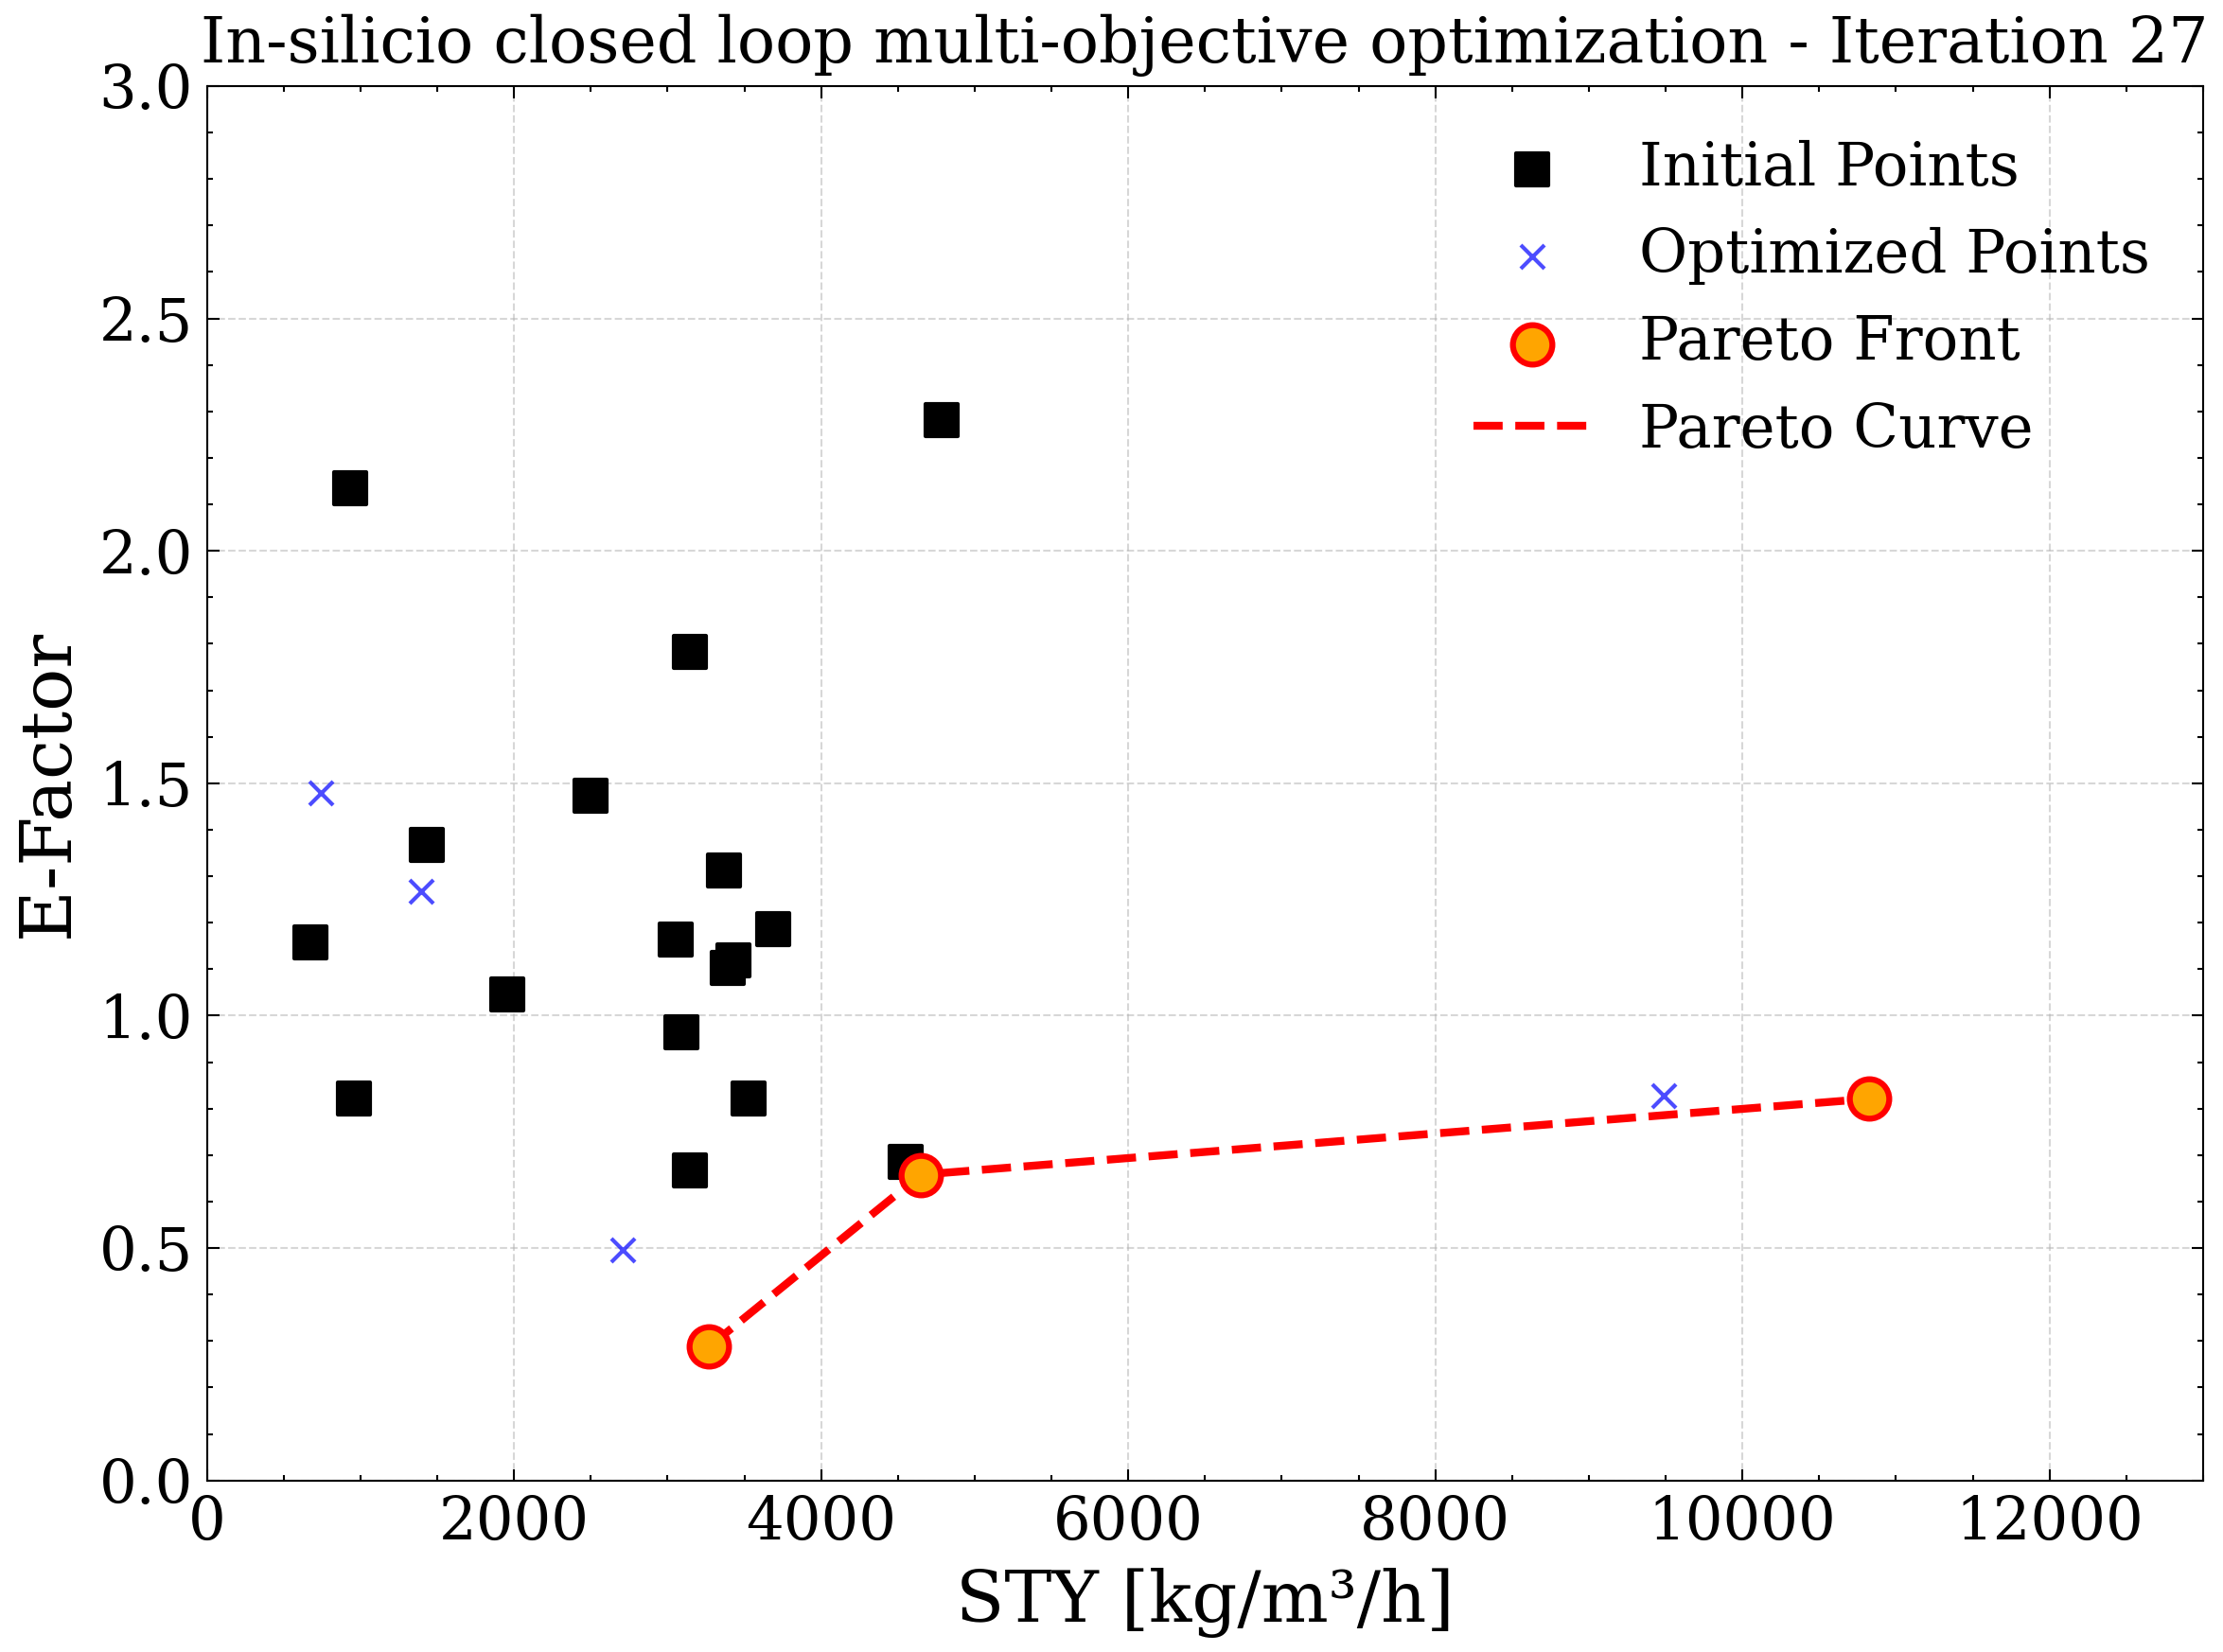 In-silicio closed loop multi-objective optimization - Iteration 27
3.0
2.5
2.0
1.5
1.0
0.5
0.0
E-Factor
Initial Points
Optimized Points
Pareto Front
Pareto Curve
0 2000 4000 6000 8000 10000 12000
STY [kg/m³/h]